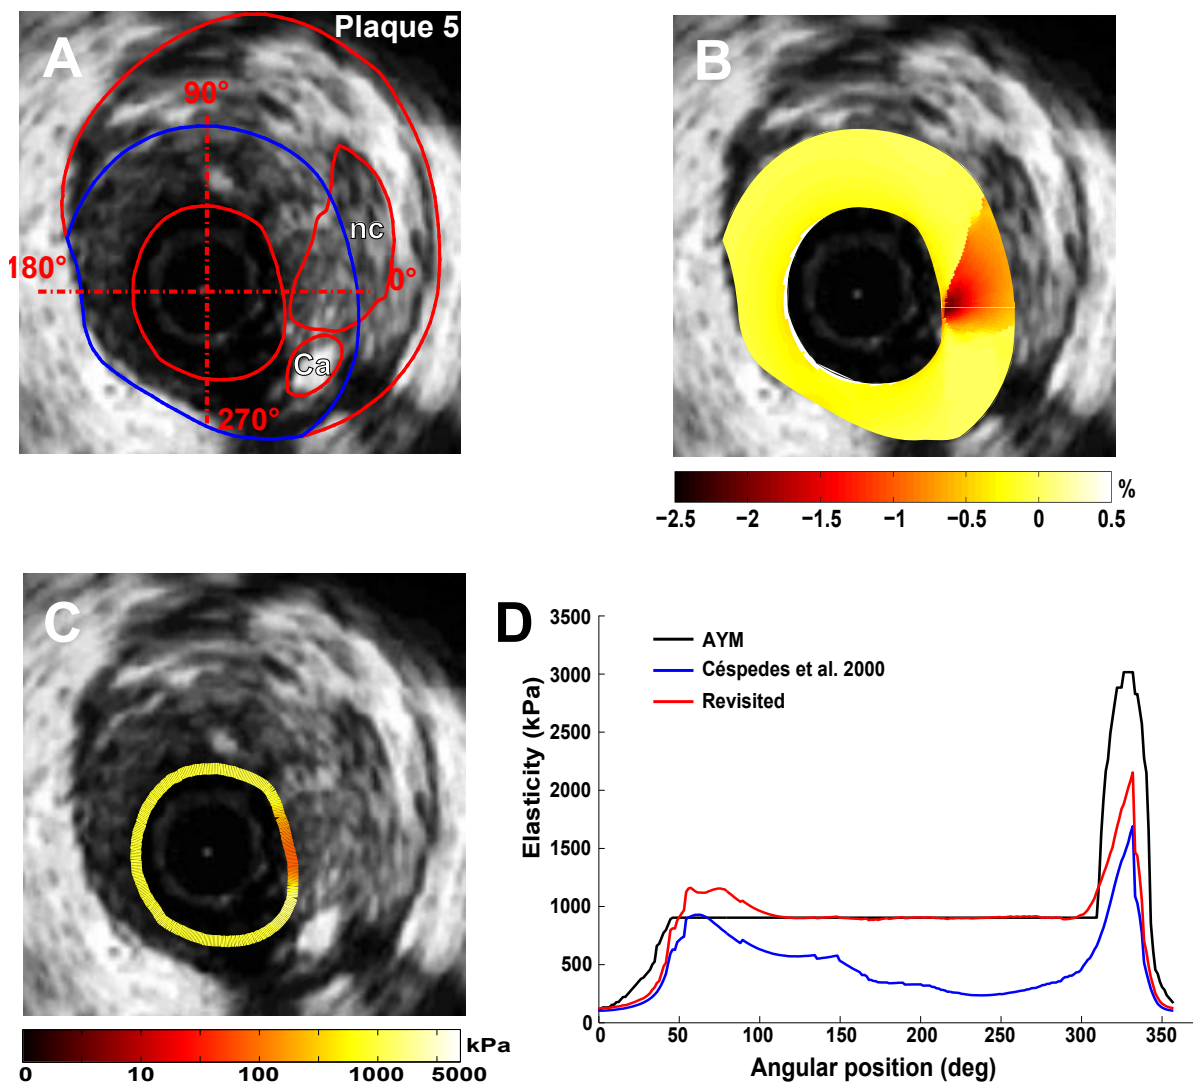 Plaque 5
A
90°
nc
180°
0°
Ca
270°
B
%
−2.5 −2 −1.5 −1 −0.5 0 0.5
C
kPa
0 10 100 1000 5000
D
3500
3000
2500
2000
1500
1000
500
0
Elasticity (kPa)
AYM
Céspedes et al. 2000
Revisited
0 50 100 150 200 250 300 350
Angular position (deg)